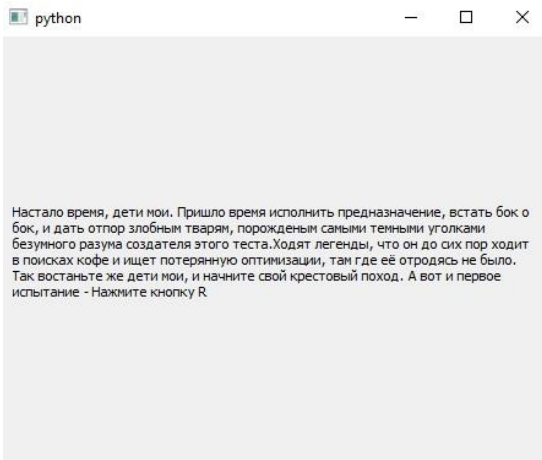 python
Настало время, дети мои. Пришло время исполнить предназначение, встать бок о
бок, и дать отпор злобным тварям, порожденым самыми темными уголками
безумного разума создателя этого теста.Ходят легенды, что он до сих пор ходит
в поисках кофе и ищет потерянную оптимизации, там где её отродясь не было.
Так востаньте же дети мои, и начните свой крестовый поход. А вот и первое
испытание - Нажмите кнопку R